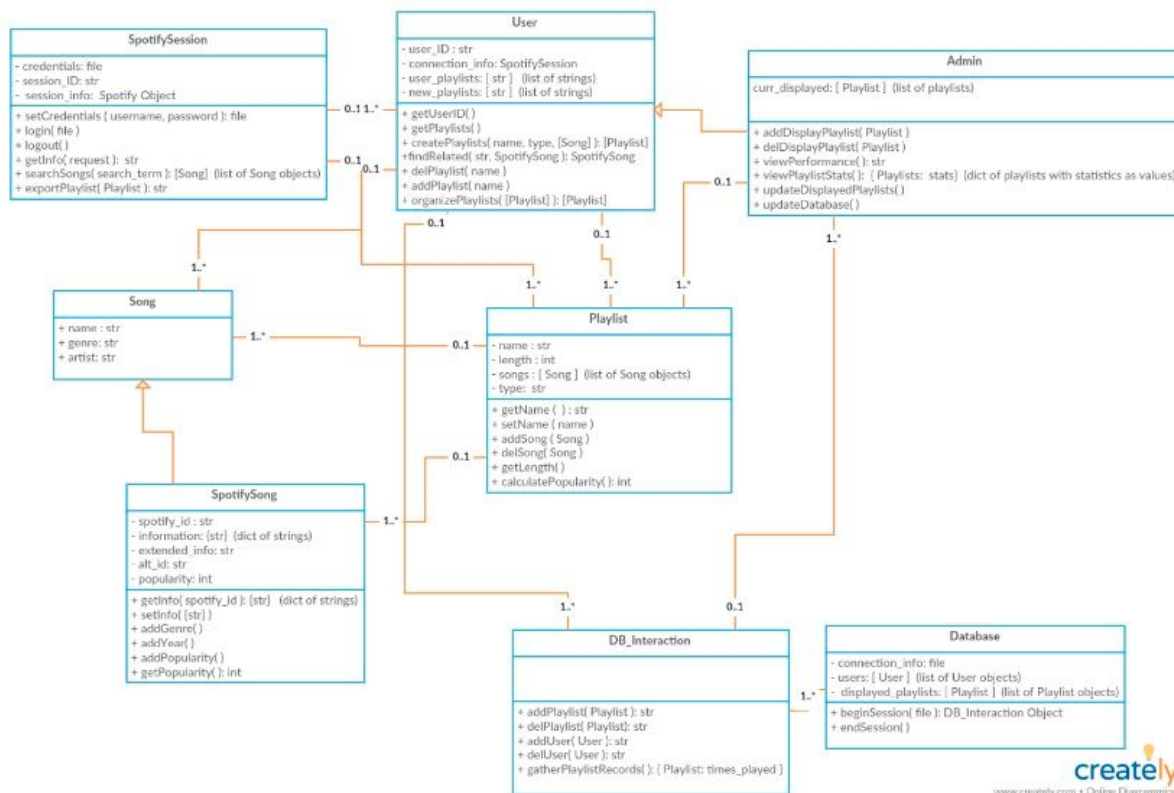 SpotifySession
- credentials: file
- session_ID: str
- session_info: Spotify Object
+ setCredentials ( username, password ): file
+ login( file )
+ logout()
+ getInfo( request ): str
+ searchSongs( search_term ): [Song] (list of Song objects)
+ exportPlaylist( Playlist ): str
User
- user_ID : str
- connection_info: SpotifySession
- user_playlists: [ str ] (list of strings)
- new_playlists: [ str ] (list of strings)
+ getUserID( )
+ getPlaylists( )
+ createPlaylists( name, type, [Song] ): [Playlist]
+findRelated( str, SpotifySong ): SpotifySong
+ delPlaylist( name )
+ addPlaylist( name )
+ organizePlaylists( [Playlist] ): [Playlist]
Admin
curr_displayed: [ Playlist ] (list of playlists)
+ addDisplayPlaylist( Playlist )
+ delDisplayPlaylist( Playlist )
+ viewPerformance( ): str
+ viewPlaylistStats( ): { Playlists: stats} (dict of playlists with statistics as values)
+ updateDisplayedPlaylists( )
+ updateDatabase( )
0.1
1..*
0.1
0.1
0..1
0..1
0..1
1..*
1..*
1..*
1..*
1..*
Song
+ name : str
+ genre: str
+ artist: str
1..*
0..1
Playlist
- name : str
- length : int
- songs : [ Song ] (list of Song objects)
- type: str
+ getName ( ) : str
+ setName ( name )
+ addSong ( Song )
+ delSong( Song )
+ getLength( )
+ calculatePopularity( ): int
0..1
1..*
SpotifySong
- spotify_id : str
- information: {str} (dict of strings)
- extended_info: str
- alt_id: str
- popularity: int
+ getInfo( spotify_id ): {str} (dict of strings)
+ setInfo( {str} )
+ addGenre( )
+ addYear( )
+ addPopularity( )
+ getPopularity( ): int
1..*
0..1
DB_Interaction
+ addPlaylist( Playlist ): str
+ delPlaylist( Playlist): str
+ addUser( User ): str
+ delUser( User ): str
+ gatherPlaylistRecords( ): { Playlist: times_played }
1..*
Database
- connection_info: file
- users: [ User ] (list of User objects)
- displayed_playlists: [ Playlist ] (list of Playlist objects)
+ beginSession( file ): DB_Interaction Object
+ endSession( )
creately
www.creately.com • Online Diagramming